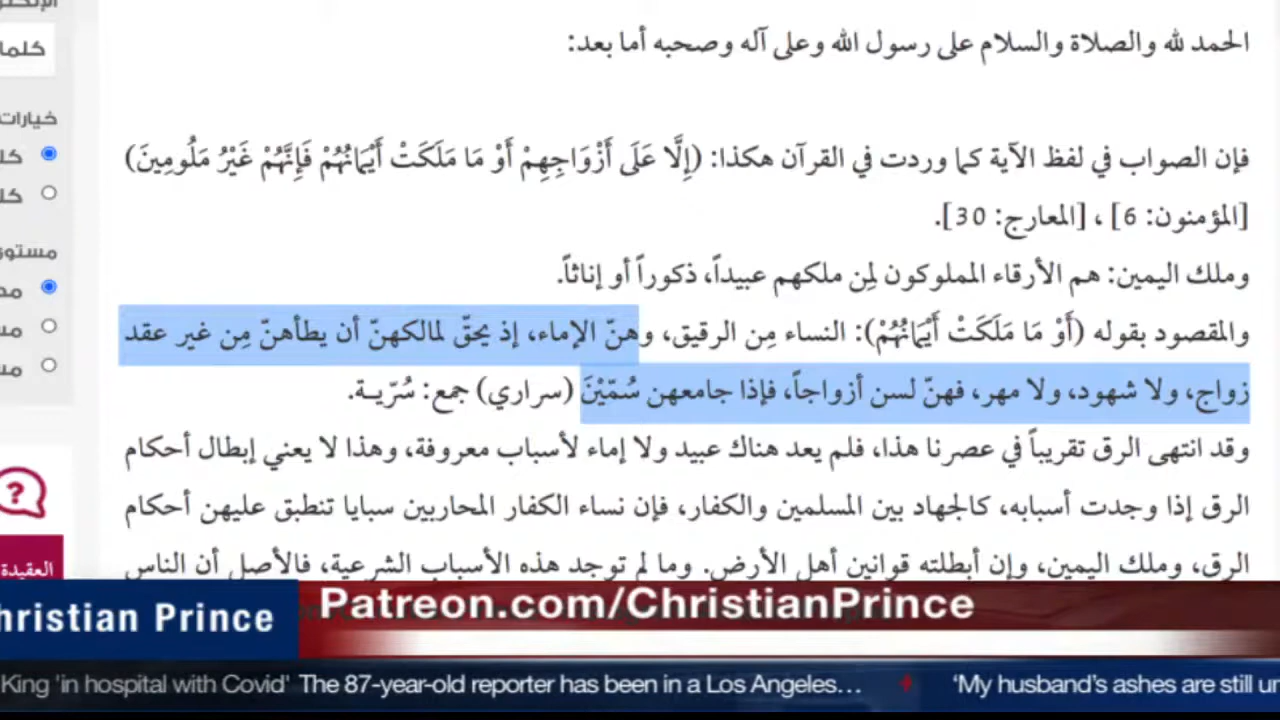 الحمد لله والصلاة والسلام على رسول الله وعلى آله وصحبه أما بعد:
فإن الصواب في لفظ الآية كما وردت في القرآن هكذا: (إِلَّا عَلَى أَزْوَاجِهِمْ أَوْ مَا مَلَكَتْ أَيْمَانُهُمْ فَإِنَّهُمْ غَيْرُ مَلُومِينَ)
[المؤمنون: 6] ، [المعارج: 30].
وملك اليمين: هم الأرقاء المملوكون لِمن ملكهم عبيداً، ذكوراً أو إناثاً.
والمقصود بقوله (أَوْ مَا مَلَكَتْ أَيْمَانُهُمْ): النساء مِن الرقيق، وهنّ الإماء، إذ يحقّ لمالكهنّ أن يطأهنّ مِن غير عقد
زواج، ولا شهود، ولا مهر، فهنّ لسن أزواجاً، فإذا جامعهن سُمّيْنَ (سراري) جمع: سُرّيـة.
وقد انتهى الرق تقريباً في عصرنا هذا، فلم يعد هناك عبيد ولا إماء لأسباب معروفة، وهذا لا يعني إبطال أحكام
الرق إذا وجدت أسبابه، كالجهاد بين المسلمين والكفار، فإن نساء الكفار المحاربين سبايا تنطبق عليهن أحكام
الرق، وملك اليمين، وإن أبطلته قوانين أهل الأرض. وما لم توجد هذه الأسباب الشرعية، فالأصل أن الناس
كلما
خيارات
كل
كل
مستوى
مس
العقيدة
hristian Prince
Patreon.com/ChristianPrince
King 'in hospital with Covid' The 87-year-old reporter has been in a Los Angeles… 'My husband's ashes are still un